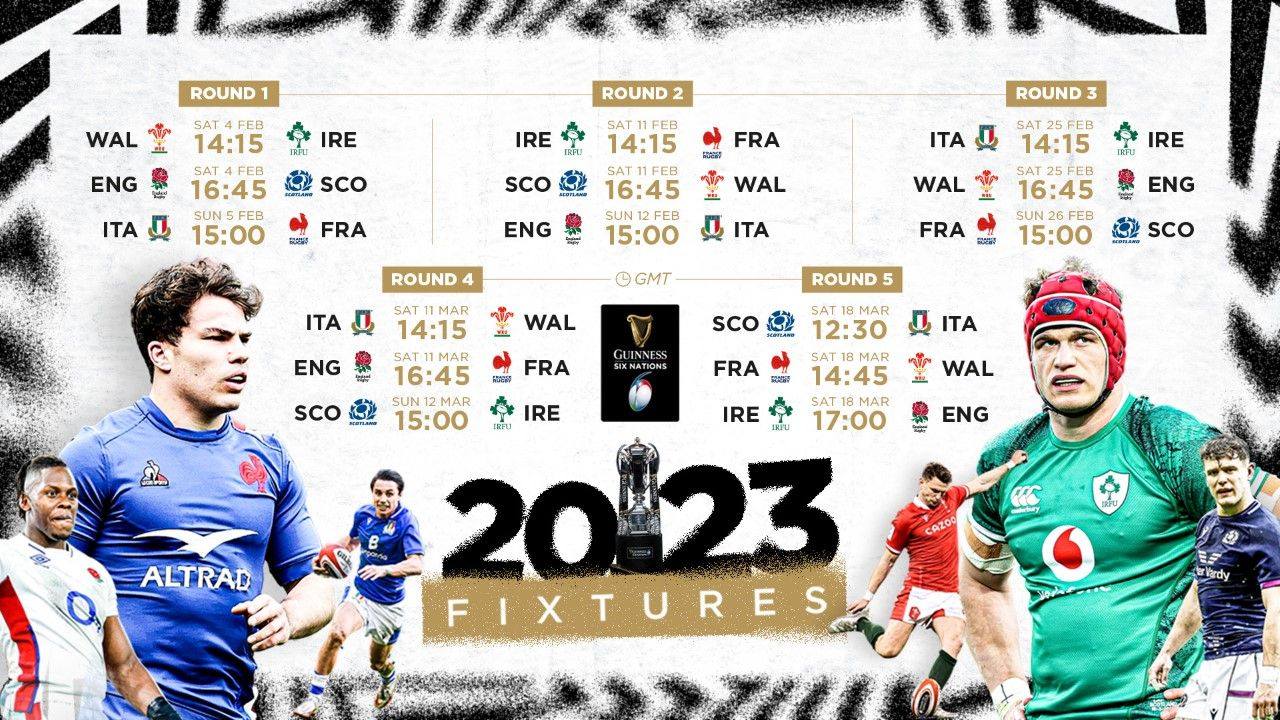 ROUND 1
WAL SAT 4 FEB 14:15 IRE
ENG SAT 4 FEB 16:45 SCO
ITA SUN 5 FEB 15:00 FRA
ROUND 2
IRE SAT 11 FEB 14:15 FRA
SCO SAT 11 FEB 16:45 WAL
ENG SUN 12 FEB 15:00 ITA
ROUND 3
ITA SAT 25 FEB 14:15 IRE
WAL SAT 25 FEB 16:45 ENG
FRA SUN 26 FEB 15:00 SCO
ROUND 4
ITA SAT 11 MAR 14:15 WAL
ENG SAT 11 MAR 16:45 FRA
SCO SUN 12 MAR 15:00 IRE
GMT
GUINNESS
SIX NATIONS
ROUND 5
SCO SAT 18 MAR 12:30 ITA
FRA SAT 18 MAR 14:45 WAL
IRE SAT 18 MAR 17:00 ENG
2023
FIXTURES
ALTRAD
canterbury
IRFU
vodafone
CAZOO